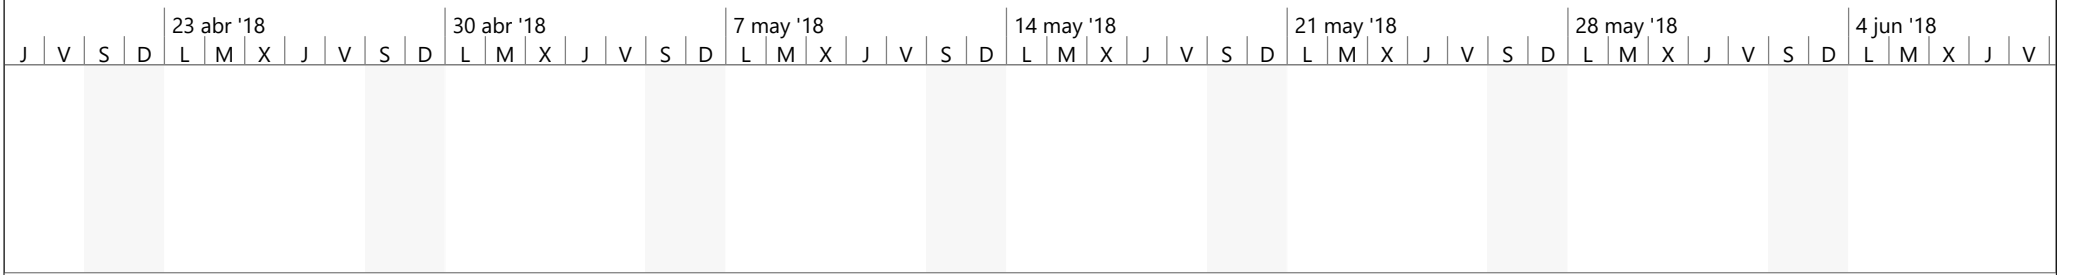 23 abr '18 30 abr '18 7 may '18 14 may '18 21 may '18 28 may '18 4 jun '18
J V S D L M X J V S D L M X J V S D L M X J V S D L M X J V S D L M X J V S D L M X J V S D L M X J V